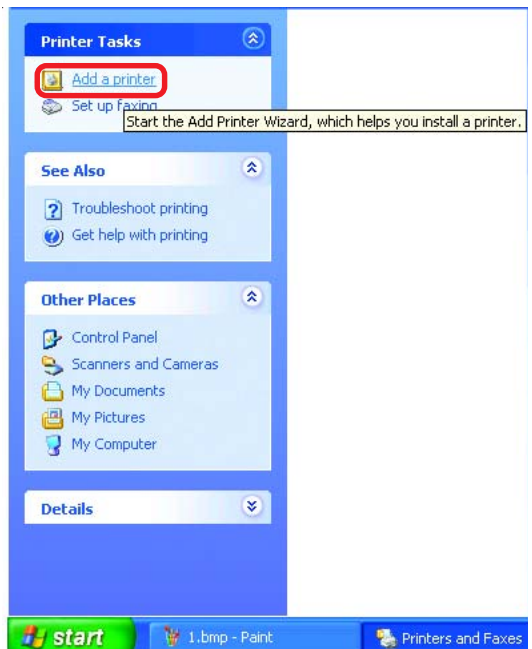 Printer Tasks
Add a printer
Set up faxing
Start the Add Printer Wizard, which helps you install a printer.
See Also
Troubleshoot printing
Get help with printing
Other Places
Control Panel
Scanners and Cameras
My Documents
My Pictures
My Computer
Details
start
1.bmp - Paint
Printers and Faxes